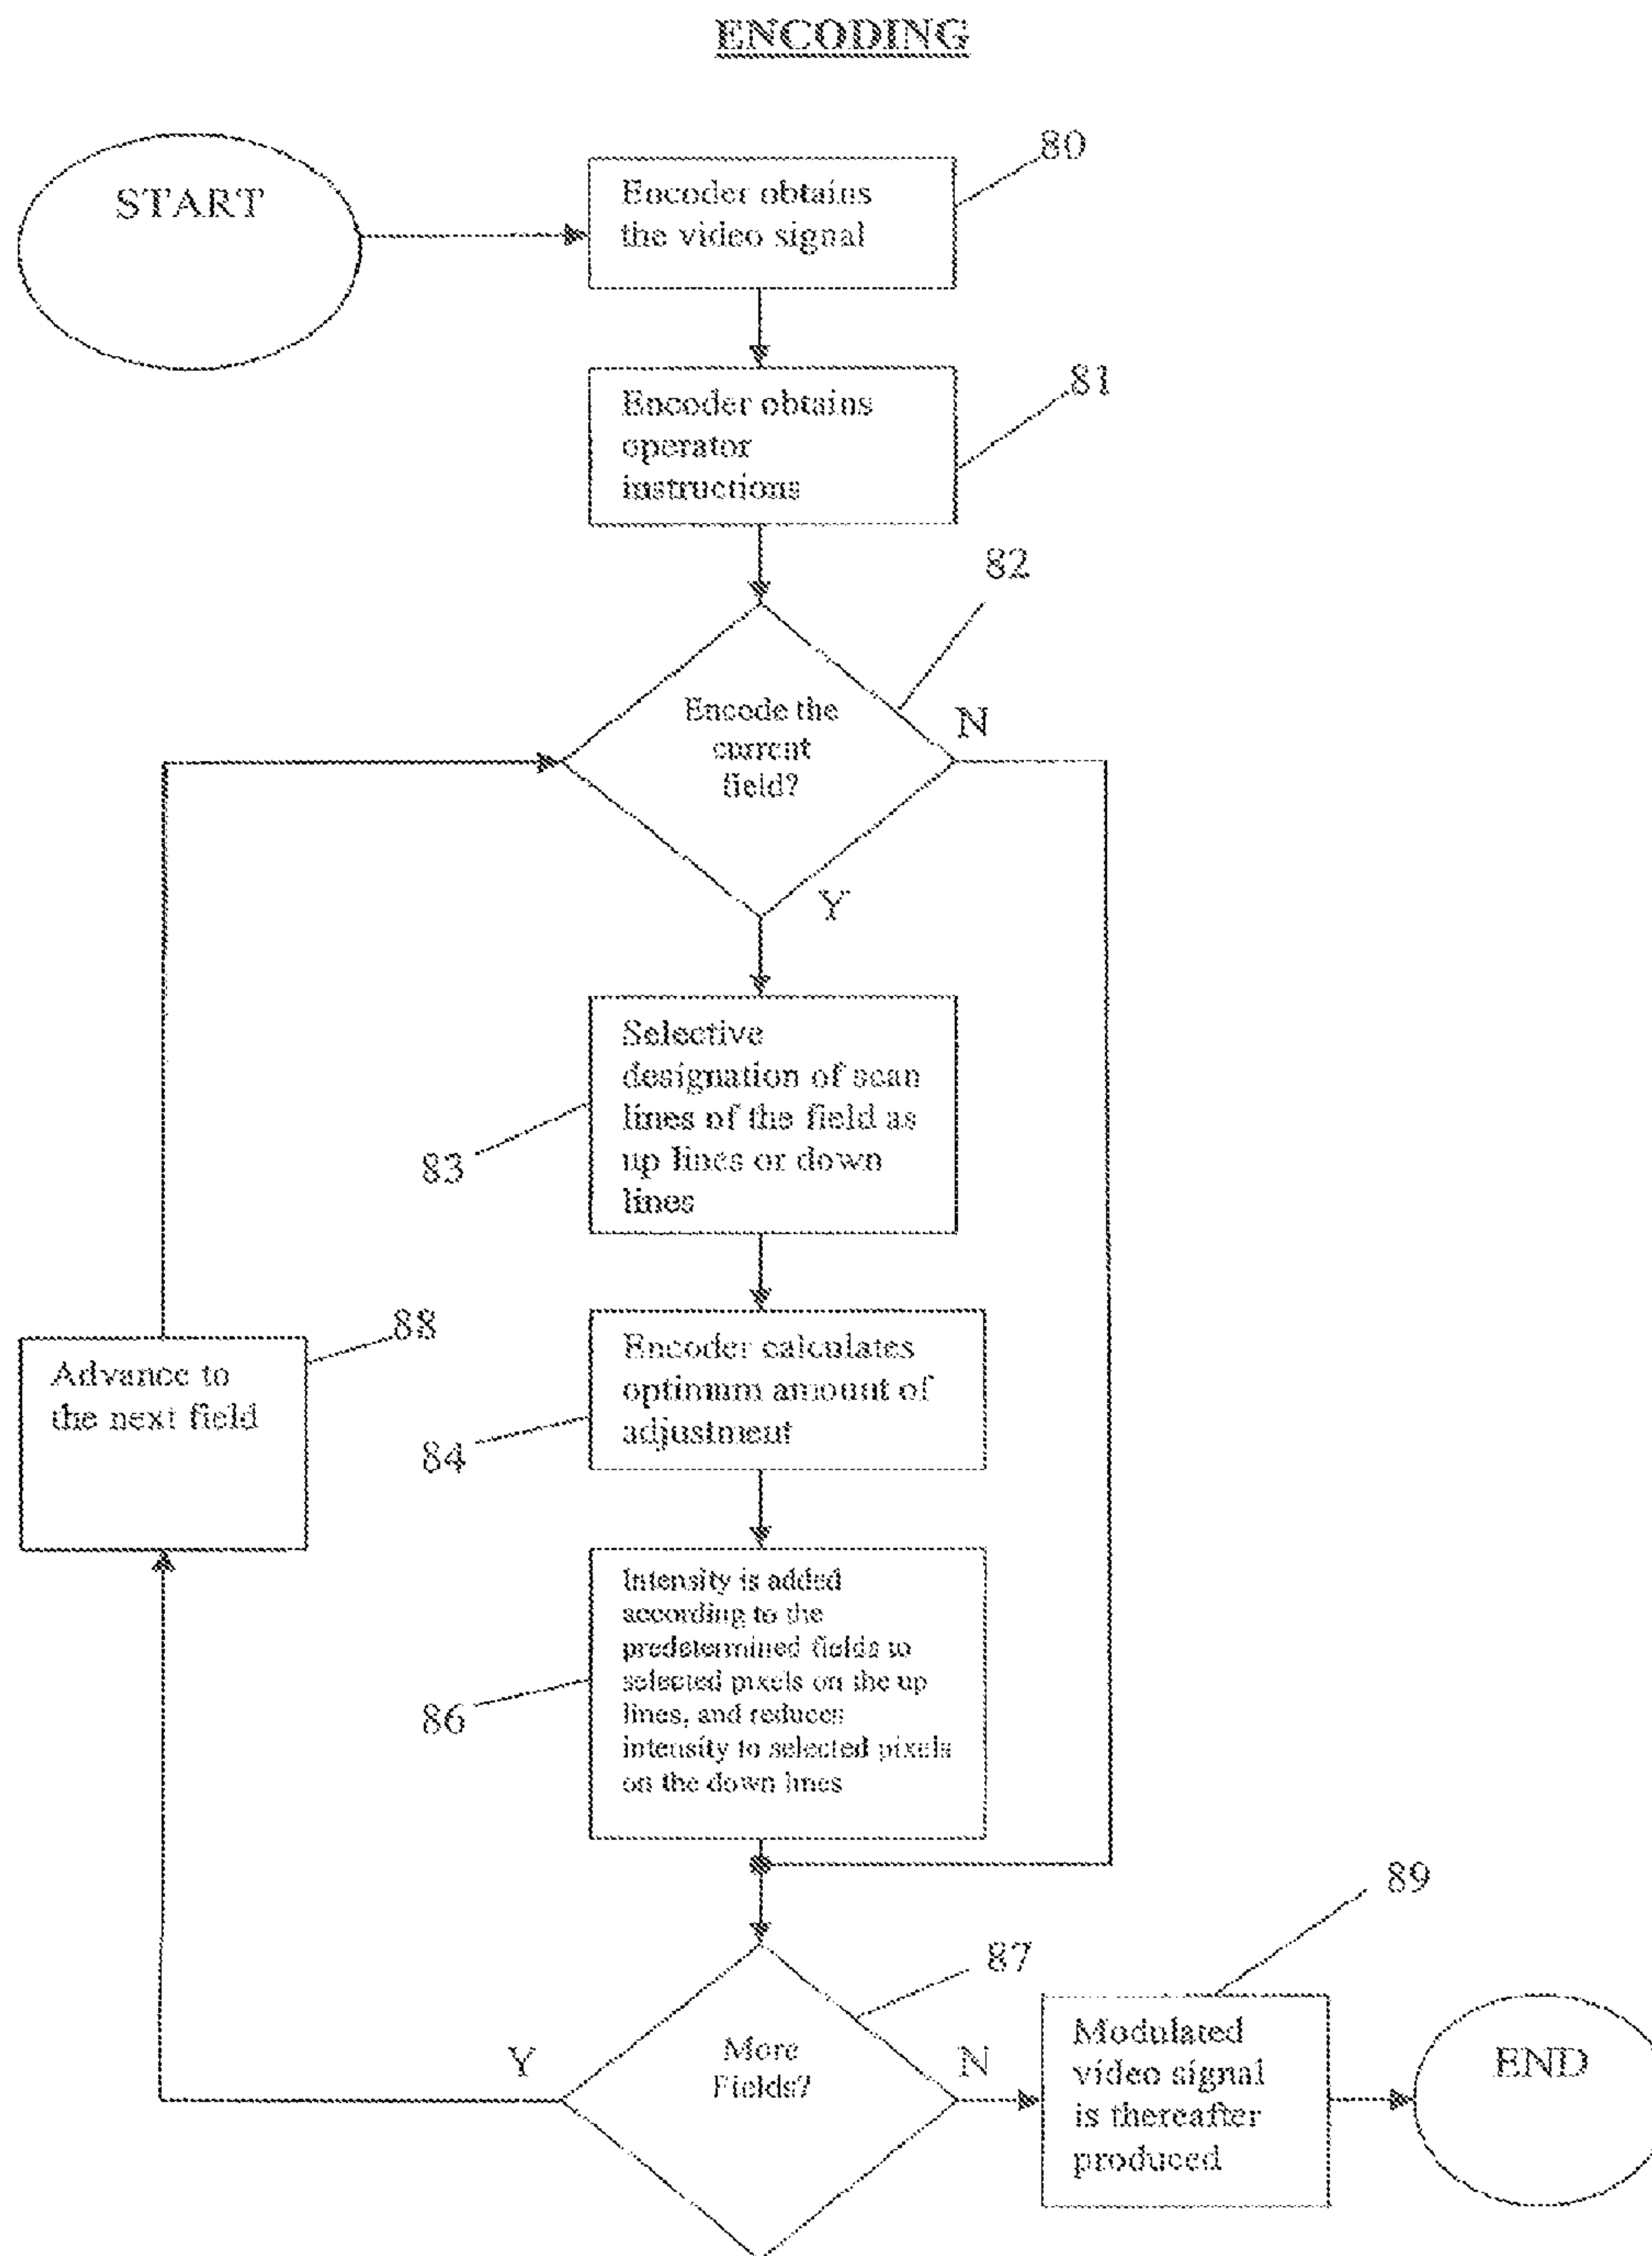 ENCODING
START
80
Encoder obtains
the video signal
81
Encoder obtains
operator
instructions
82
Encode the
current
field?
N
Y
Selective
designation of scan
lines of the field as
up lines or down
lines
83
88
Advance to
the next field
Encoder calculates
optimum amount of
adjustment
84
Intensity is added
according to the
predetermined fields to
selected pixels on the up
lines, and reduces
intensity to selected pixels
on the down lines
86
89
87
More
Fields?
Y
N
Modulated
video signal
is thereafter
produced
END